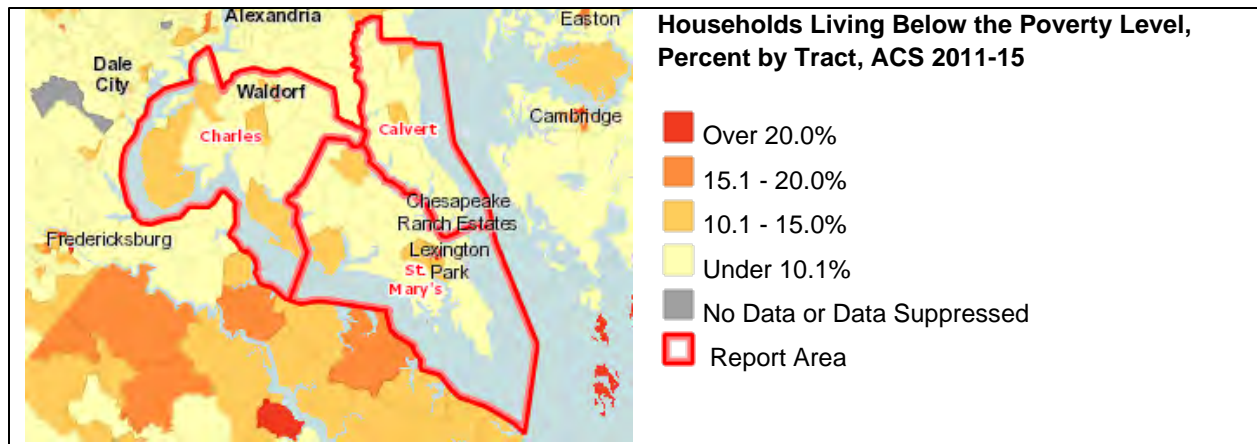 Alexandria
Easton
Dale
City
Waldorf
Cambridge
Charles
Calvert
Chesapeake
Ranch Estates
Fredericksburg
Lexington
Park
St.
Mary's
Households Living Below the Poverty Level,
Percent by Tract, ACS 2011-15
Over 20.0%
15.1 - 20.0%
10.1 - 15.0%
Under 10.1%
No Data or Data Suppressed
Report Area